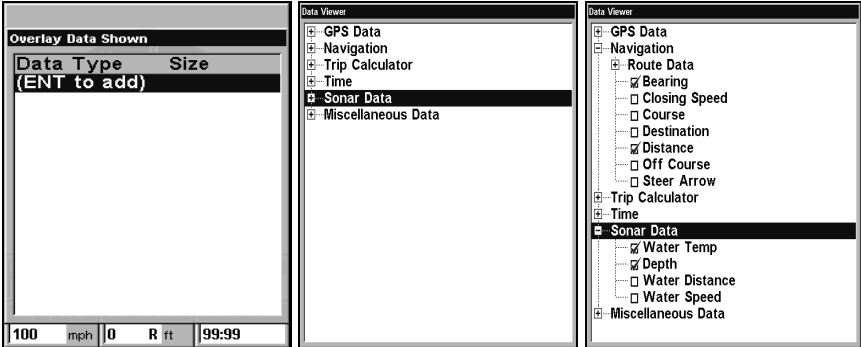 Overlay Data Shown
Data Type Size
(ENT to add)
100 mph 0 R ft 99:99
Data Viewer
GPS Data
Navigation
Trip Calculator
Time
Sonar Data
Miscellaneous Data
Data Viewer
GPS Data
Navigation
Route Data
Bearing
Closing Speed
Course
Destination
Distance
Off Course
Steer Arrow
Trip Calculator
Time
Sonar Data
Water Temp
Depth
Water Distance
Water Speed
Miscellaneous Data